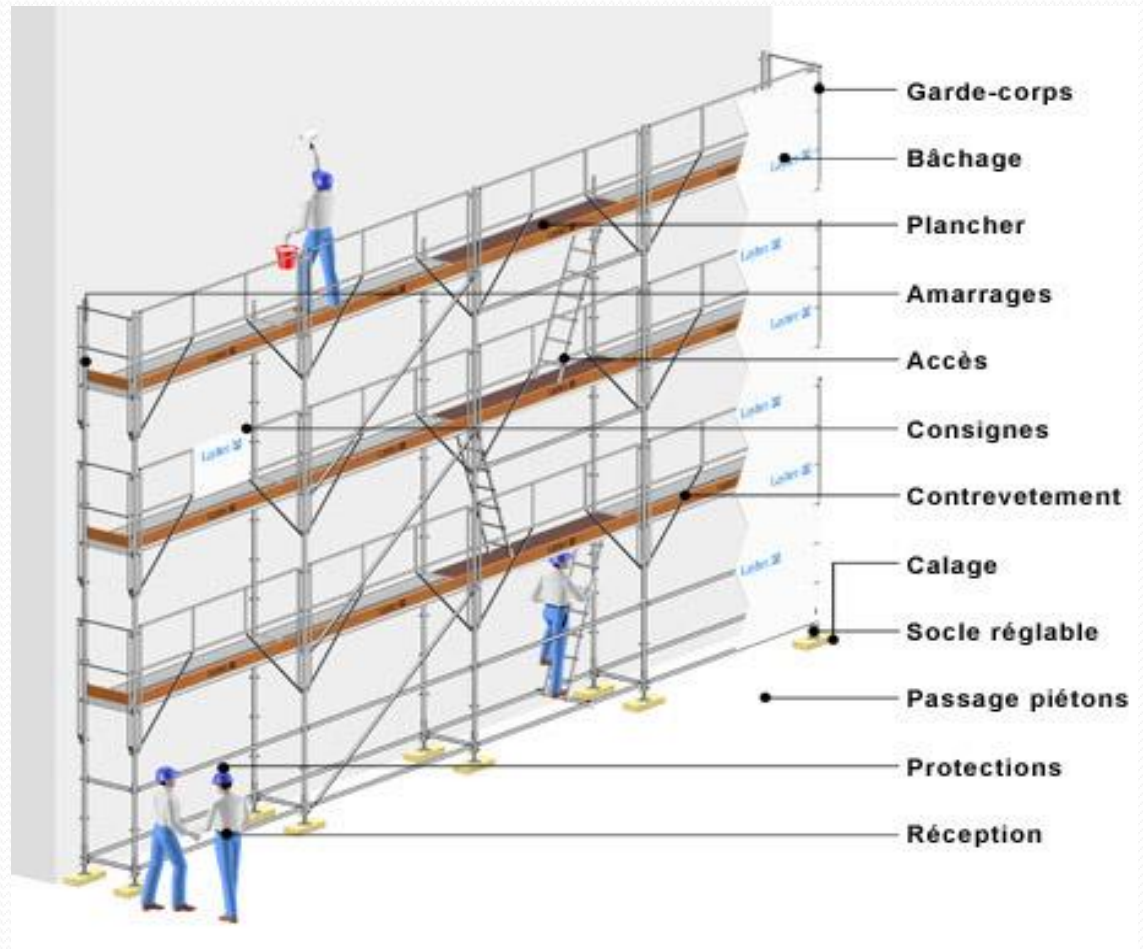 Garde-corps
Bâchage
Plancher
Amarrages
Accès
Consignes
Contrevetement
Calage
Socle réglable
Passage piétons
Protections
Réception